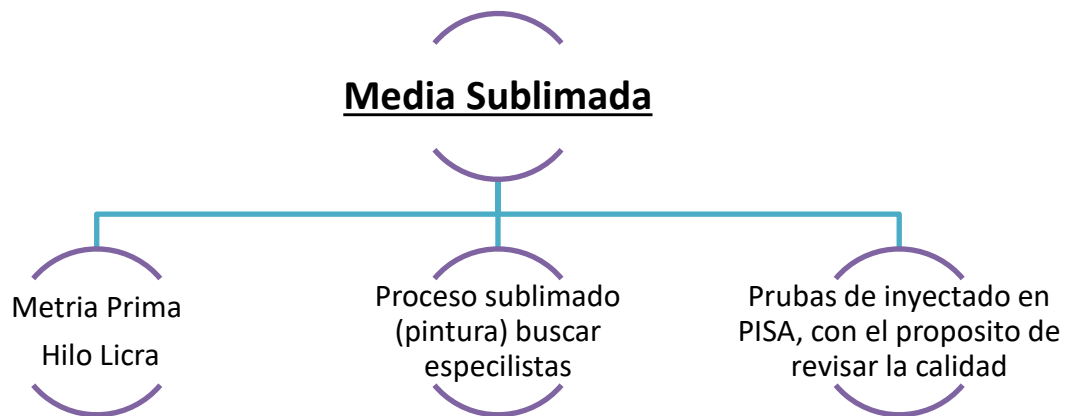 Media Sublimada
Metria Prima
Hilo Licra
Proceso sublimado
(pintura) buscar
especilistas
Prubas de inyectado en
PISA, con el proposito de
revisar la calidad